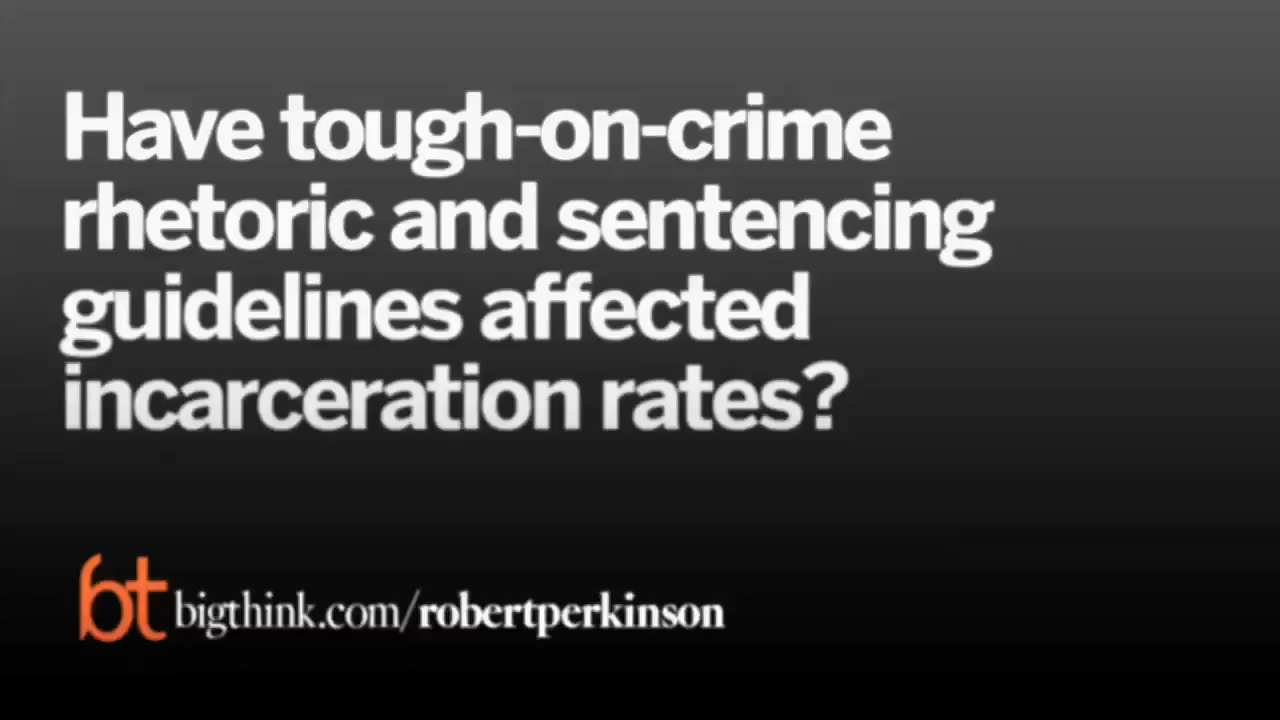 Have tough-on-crime
rhetoric and sentencing
guidelines affected
incarceration rates?
bt bigthink.com/robertperkinson